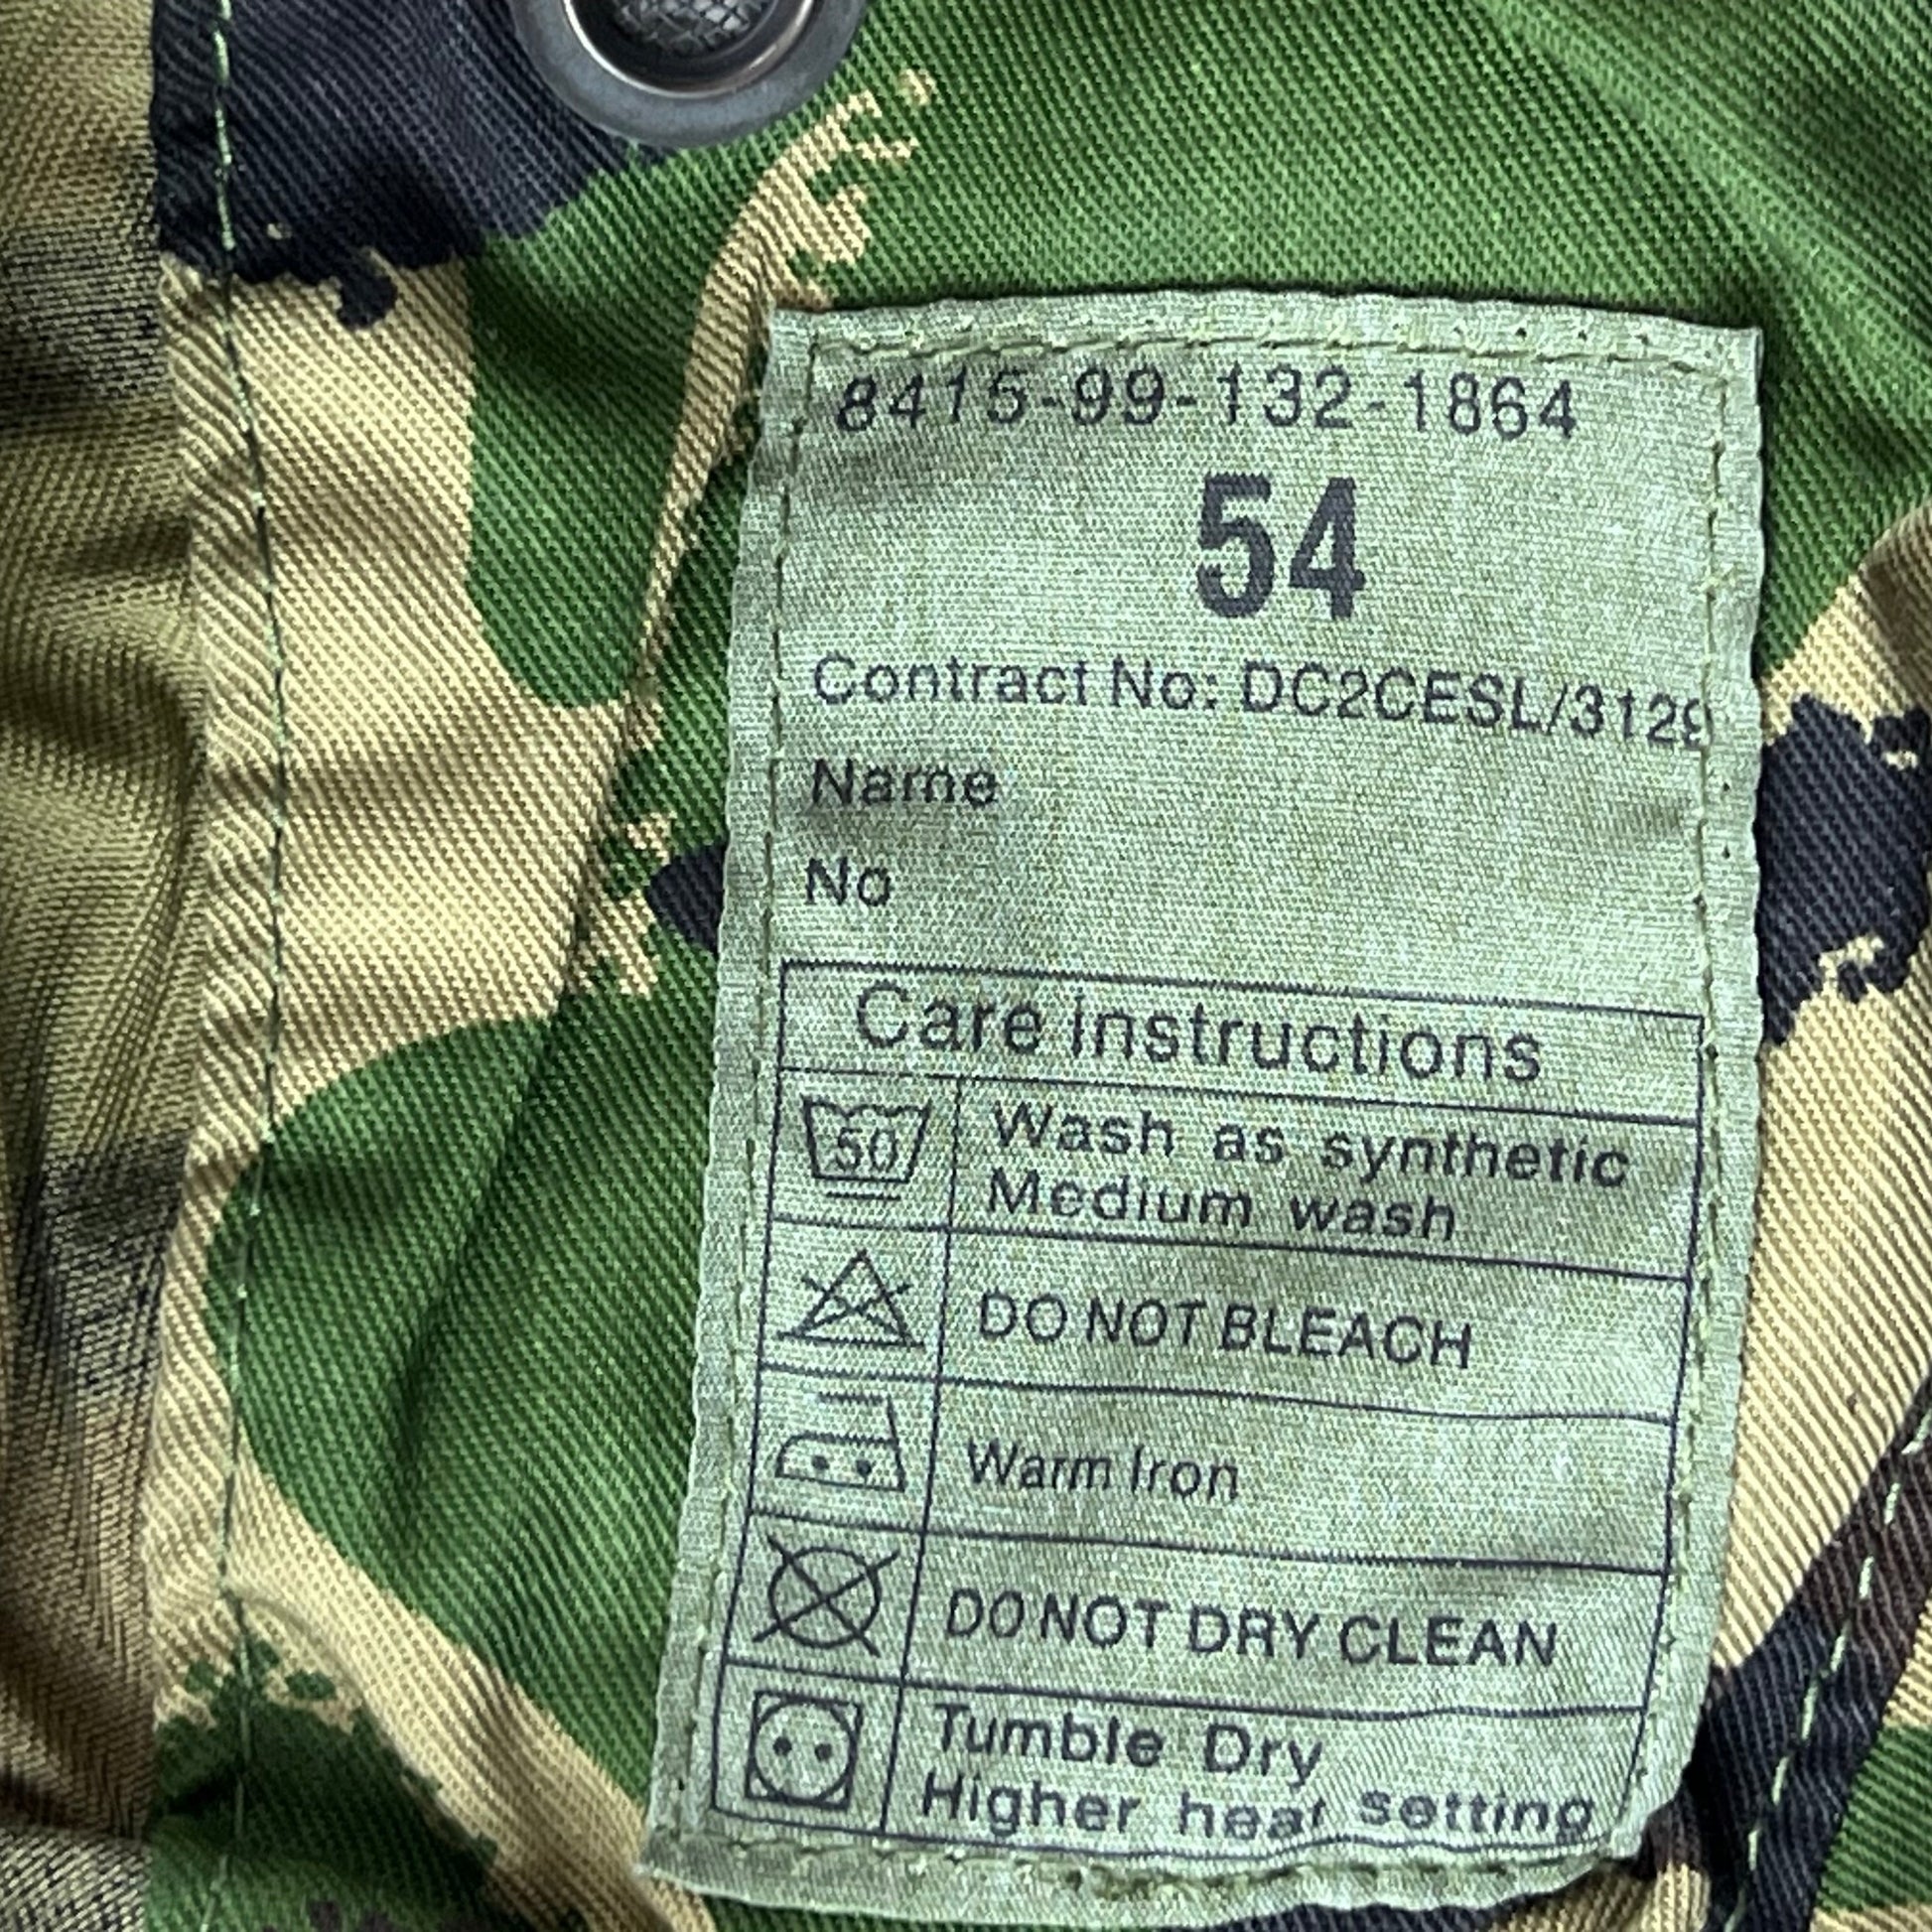 8415-99-132-1864
54
Contract No: DC2CESL/3129
Name
No
Care instructions
50 Wash as synthetic
Medium wash
DO NOT BLEACH
Warm Iron
DO NOT DRY CLEAN
Tumble Dry
Higher heat setting